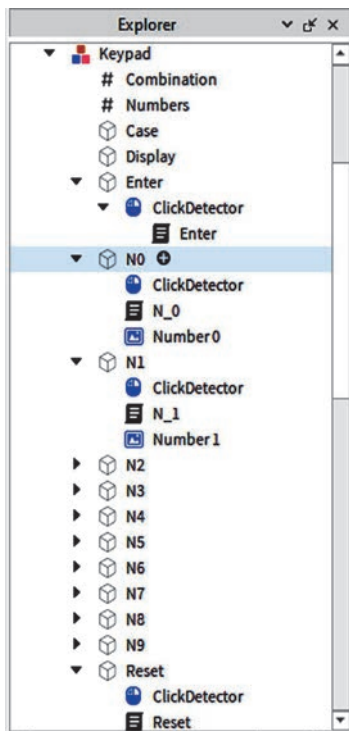 Explorer
Keypad
# Combination
# Numbers
Case
Display
Enter
ClickDetector
Enter
N0
ClickDetector
N_0
Number0
N1
ClickDetector
N_1
Number1
N2
N3
N4
N5
N6
N7
N8
N9
Reset
ClickDetector
Reset